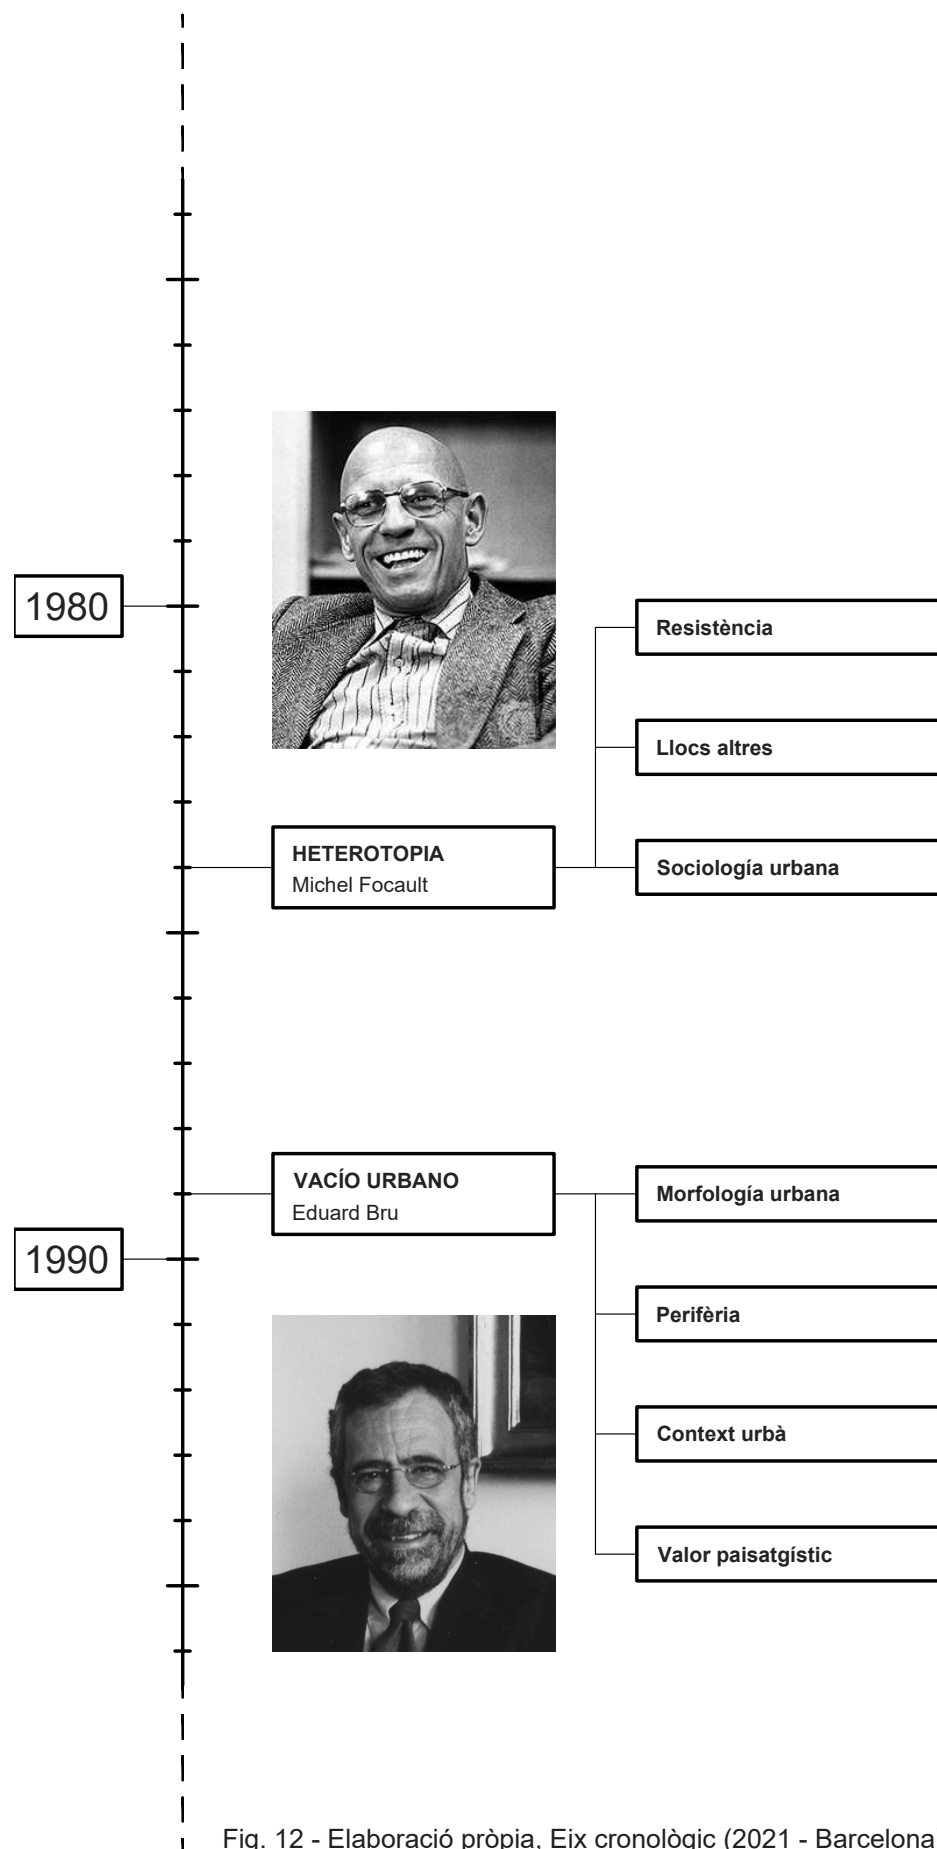 1980
Resistència
Llocs altres
HETEROTOPIA
Michel Focault
Sociología urbana
VACÍO URBANO
Eduard Bru
Morfología urbana
1990
Perifèria
Context urbà
Valor paisatgístic
Fig. 12 - Elaboració pròpia, Eix cronològic (2021 - Barcelona